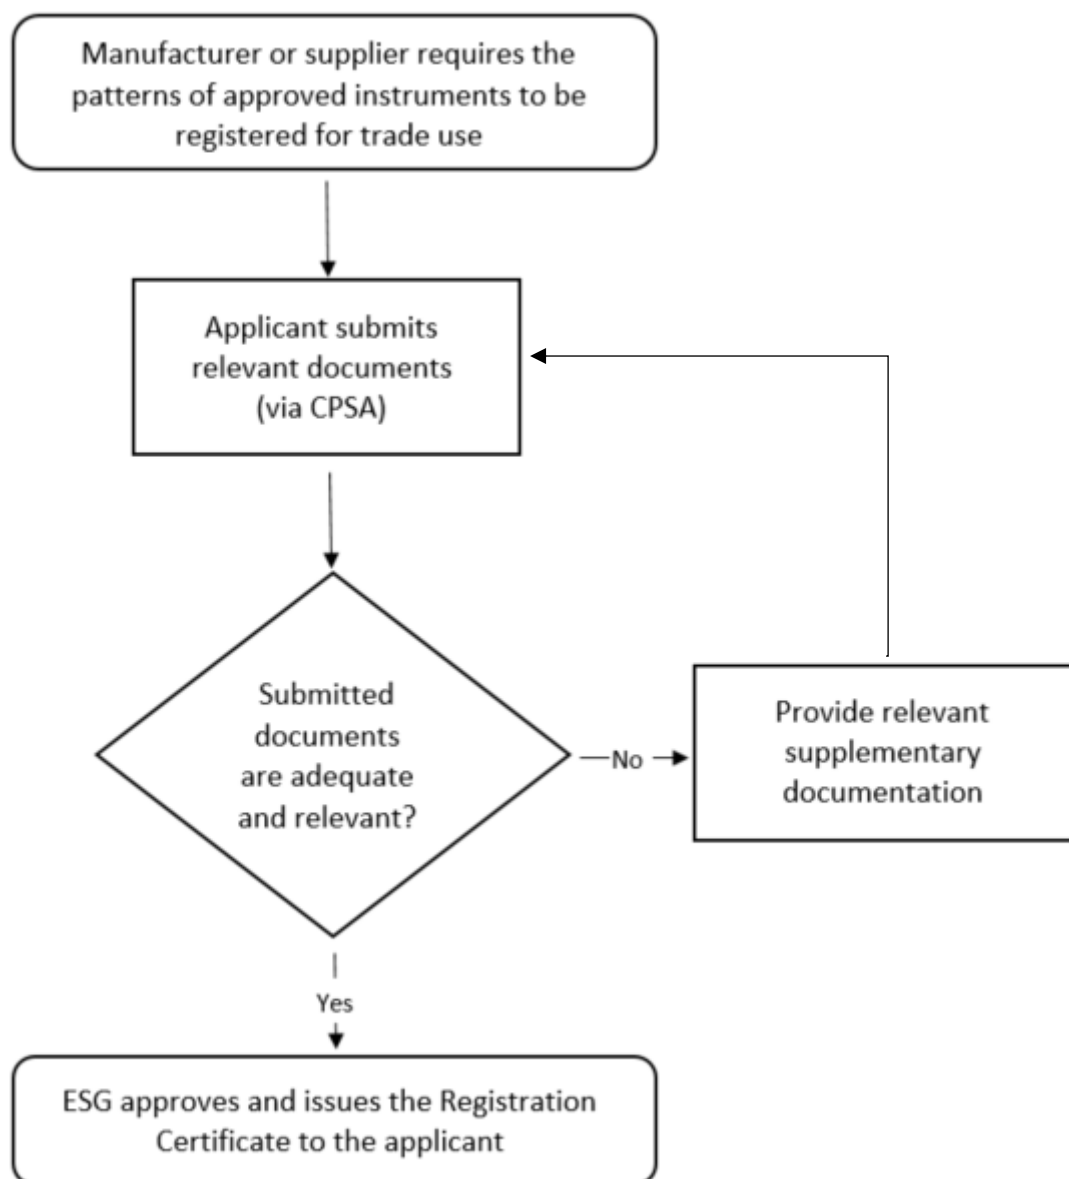 Manufacturer or supplier requires the
patterns of approved instruments to be
registered for trade use
Applicant submits
relevant documents
(via CPSA)
Submitted
documents
are adequate
and relevant?
No
Provide relevant
supplementary
documentation
Yes
ESG approves and issues the Registration
Certificate to the applicant